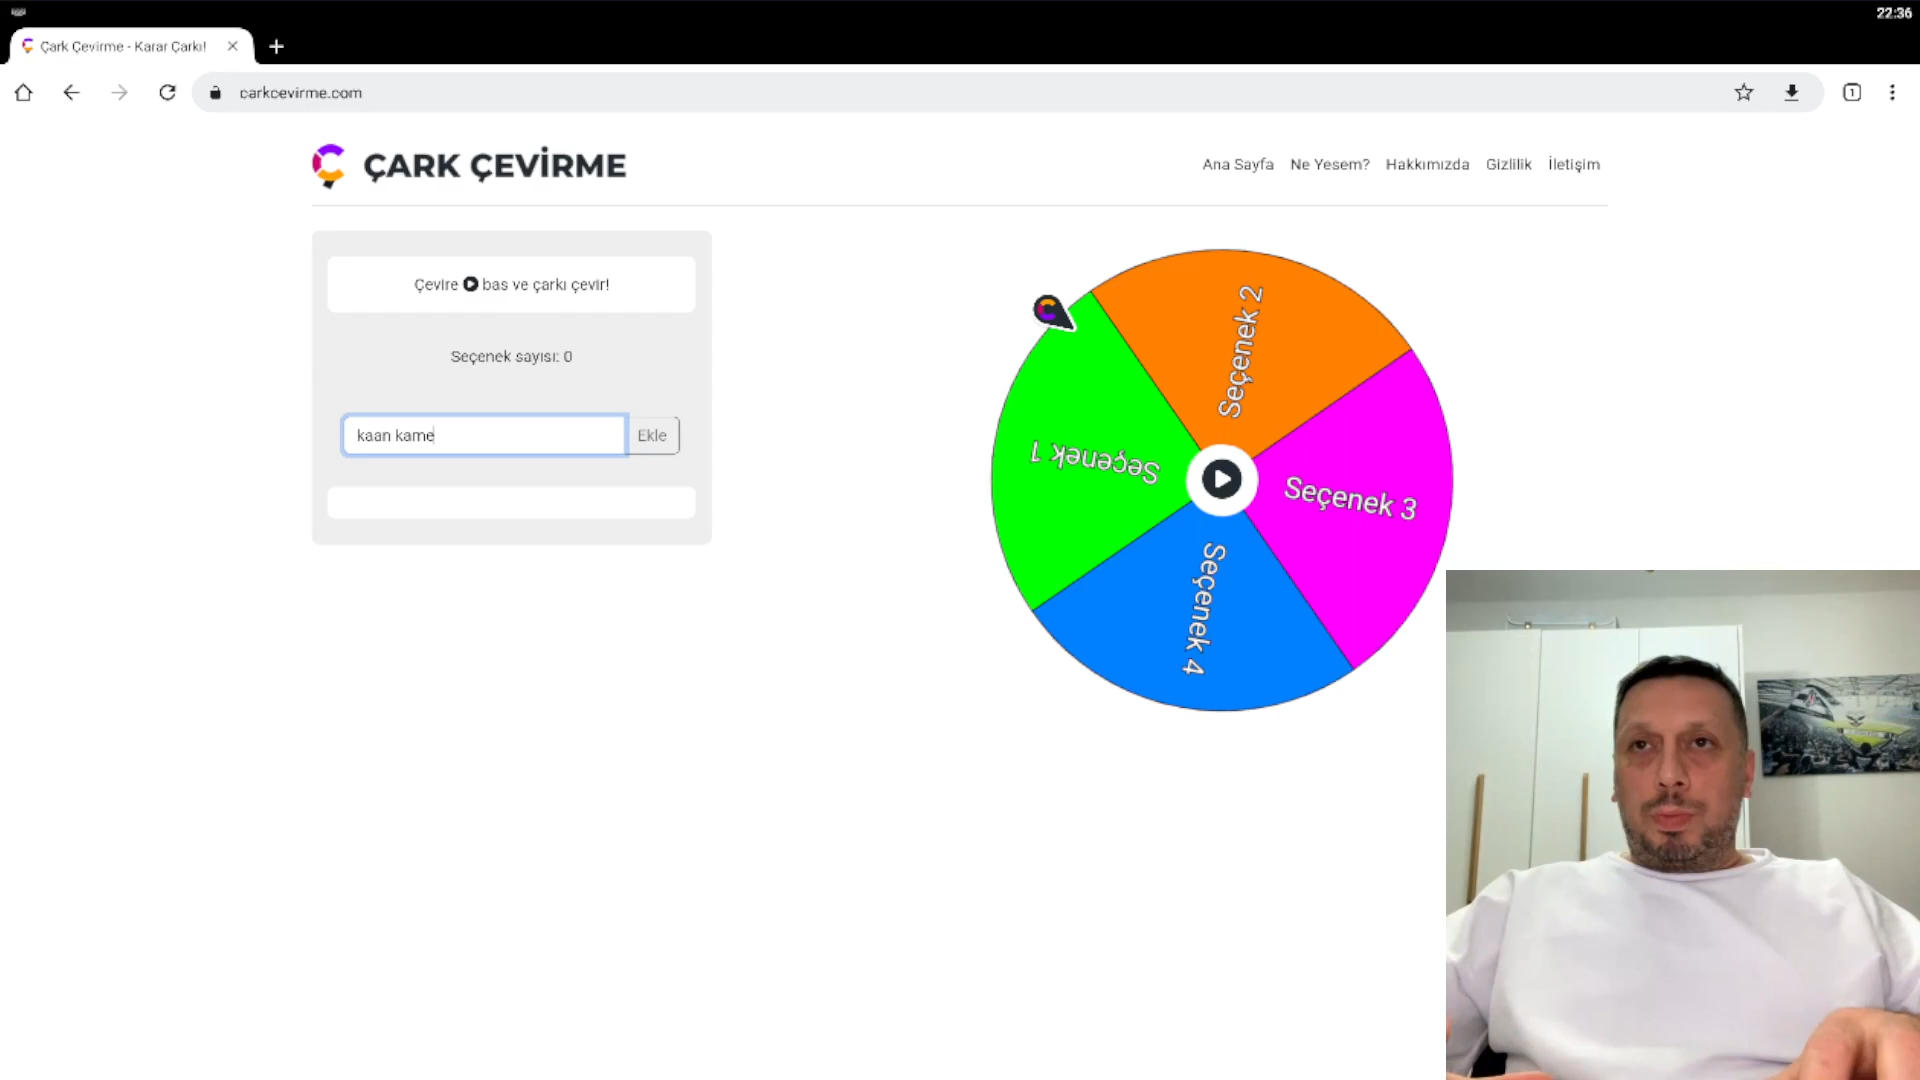 22:36
Çark Çevirme - Karar Çarkı!
carkcevirme.com
1
ÇARK ÇEVİRME
Ana Sayfa Ne Yesem? Hakkımızda Gizlilik İletişim
Çevire bas ve çarkı çevir!
Seçenek sayısı: 0
kaan kame
Ekle
Seçenek 1
Seçenek 2
Seçenek 3
Seçenek 4